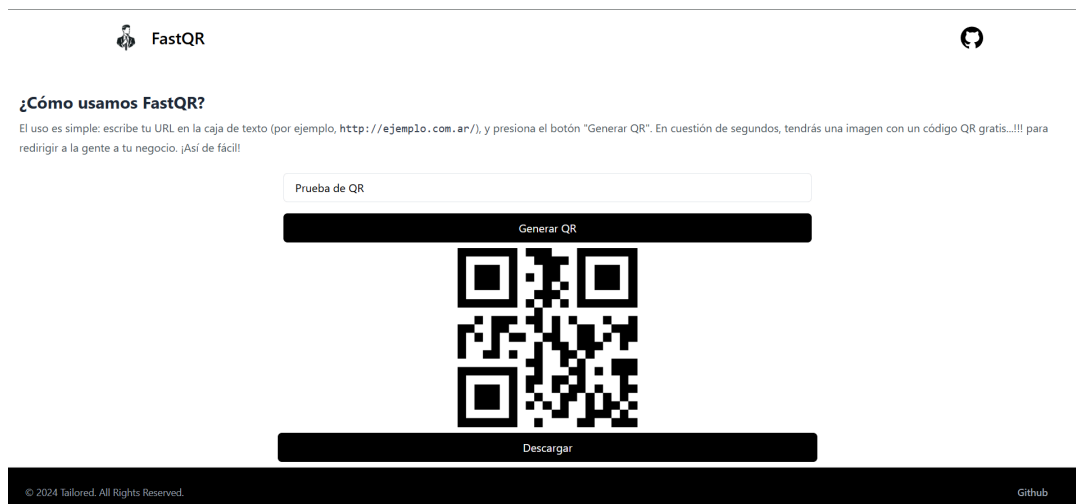 FastQR
¿Cómo usamos FastQR?
El uso es simple: escribe tu URL en la caja de texto (por ejemplo, http://ejemplo.com.ar/), y presiona el botón "Generar QR". En cuestión de segundos, tendrás una imagen con un código QR gratis...!!! para
redirigir a la gente a tu negocio. ¡Así de fácil!
Prueba de QR
Generar QR
Descargar
© 2024 Tailored. All Rights Reserved.
Github